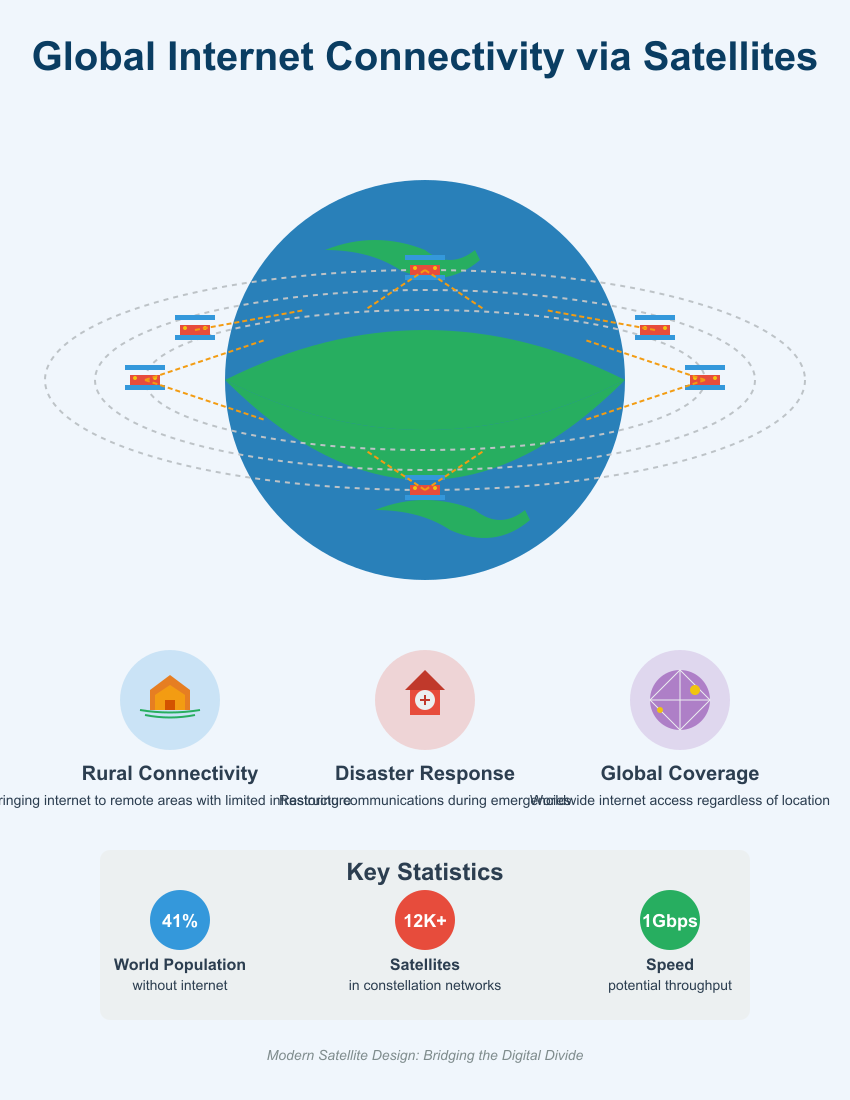 Global Internet Connectivity via Satellites
Rural Connectivity
Disaster Response
Global Coverage
ringing internet to remote areas with limited infrastructure
Restoring communications during emergencies
Worldwide internet access regardless of location
Key Statistics
41%
12K+
1Gbps
World Population
Satellites
Speed
without internet
in constellation networks
potential throughput
Modern Satellite Design: Bridging the Digital Divide